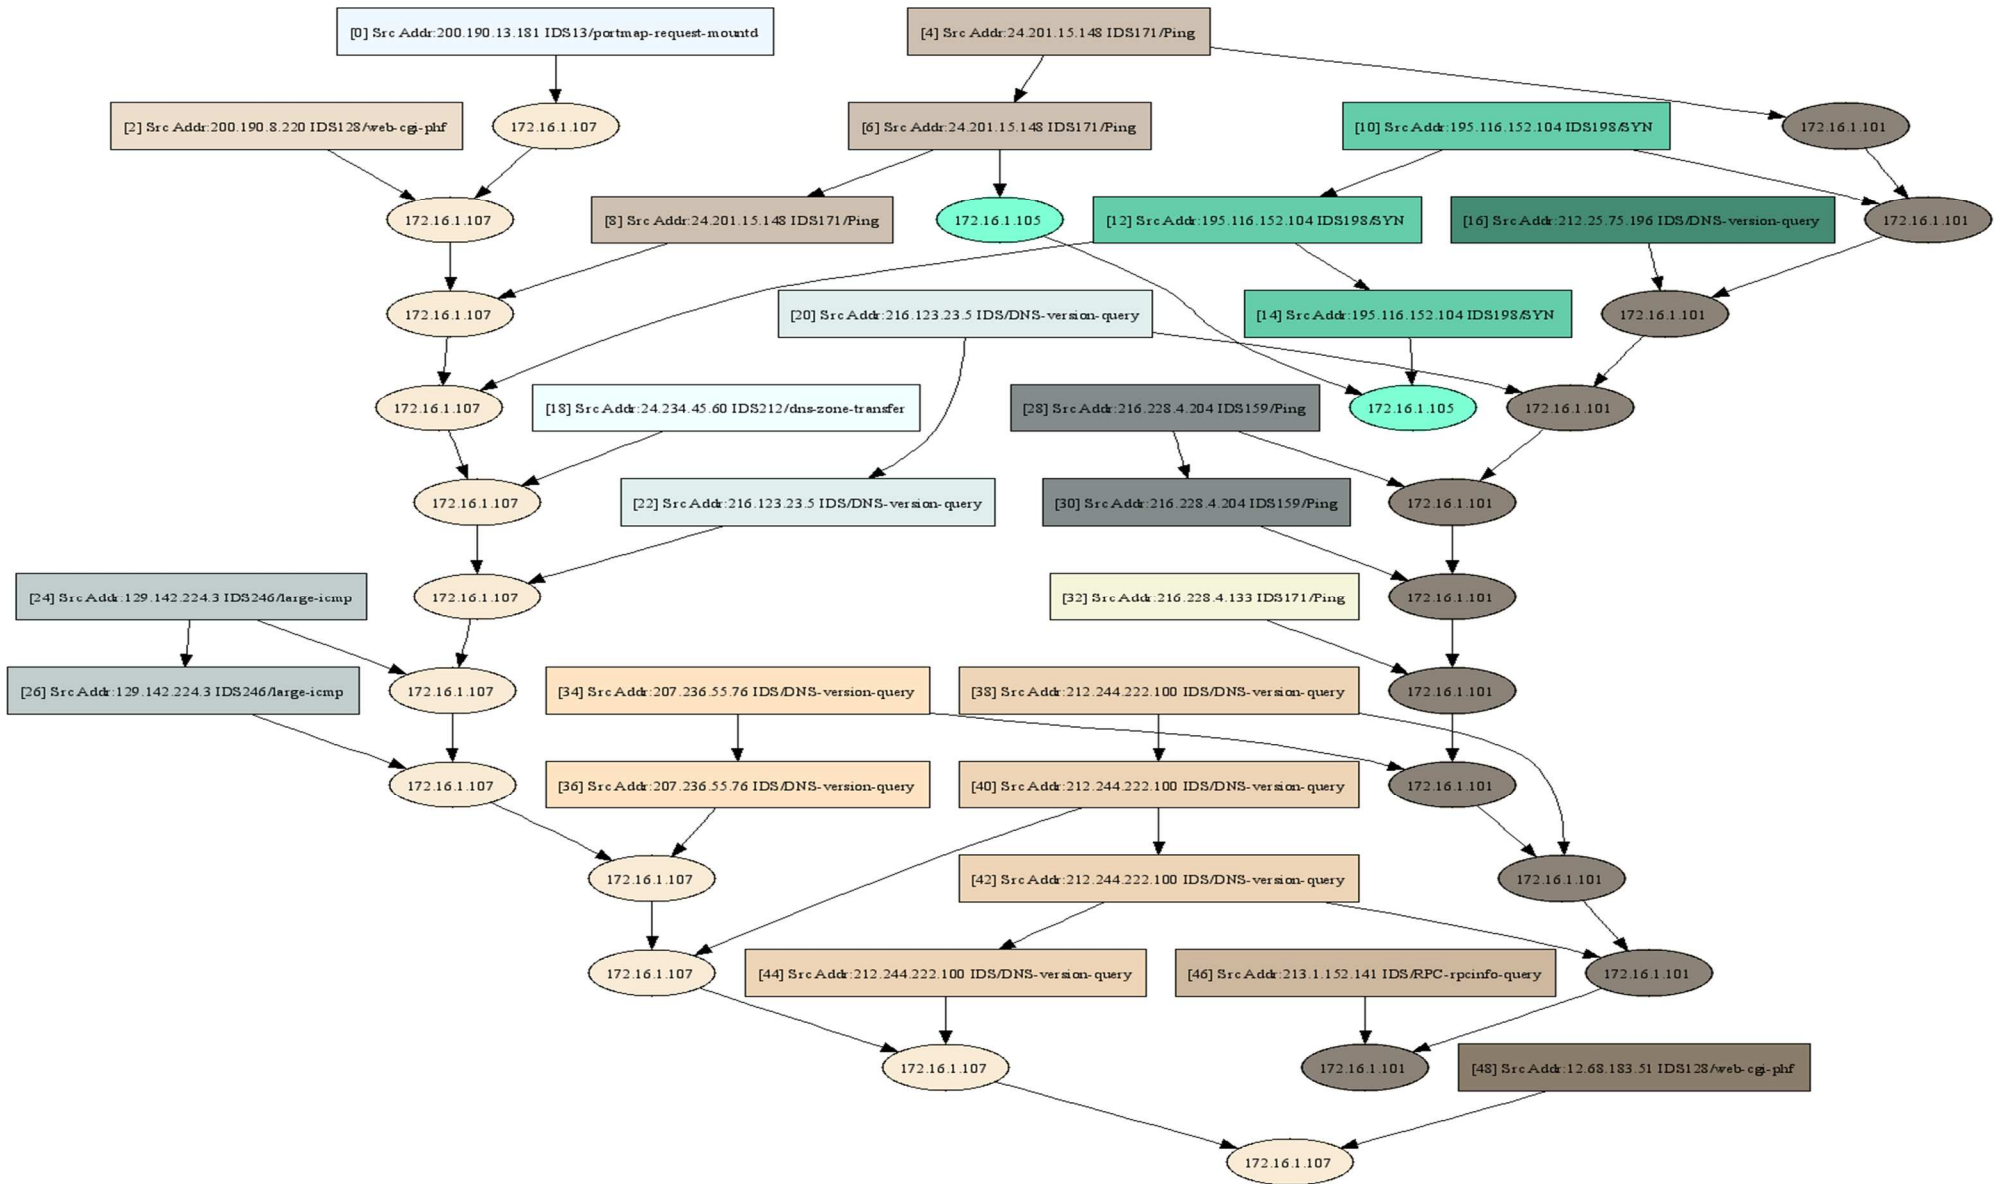 [0] Src Addr:200.190.13.181 IDS13/portmap-request-mountd
[4] Src Addr:24.201.15.148 IDS171/Ping
[2] Src Addr:200.190.8.220 IDS128/web-cgi-phf
172.16.1.107
[6] Src Addr:24.201.15.148 IDS171/Ping
[10] Src Addr:195.116.152.104 IDS198/SYN
172.16.1.101
172.16.1.107
[8] Src Addr:24.201.15.148 IDS171/Ping
172.16.1.105
[12] Src Addr:195.116.152.104 IDS198/SYN
[16] Src Addr:212.25.75.196 IDS/DNS-version-query
172.16.1.101
172.16.1.107
[20] Src Addr:216.123.23.5 IDS/DNS-version-query
[14] Src Addr:195.116.152.104 IDS198/SYN
172.16.1.101
172.16.1.107
[18] Src Addr:24.234.45.60 IDS212/dns-zone-transfer
[28] Src Addr:216.228.4.204 IDS159/Ping
172.16.1.105
172.16.1.101
172.16.1.107
[22] Src Addr:216.123.23.5 IDS/DNS-version-query
[30] Src Addr:216.228.4.204 IDS159/Ping
172.16.1.101
[24] Src Addr:129.142.224.3 IDS246/large-icmp
172.16.1.107
[32] Src Addr:216.228.4.133 IDS171/Ping
172.16.1.101
[26] Src Addr:129.142.224.3 IDS246/large-icmp
172.16.1.107
[34] Src Addr:207.236.55.76 IDS/DNS-version-query
[38] Src Addr:212.244.222.100 IDS/DNS-version-query
172.16.1.101
172.16.1.107
[36] Src Addr:207.236.55.76 IDS/DNS-version-query
[40] Src Addr:212.244.222.100 IDS/DNS-version-query
172.16.1.101
172.16.1.107
[42] Src Addr:212.244.222.100 IDS/DNS-version-query
172.16.1.101
172.16.1.107
[44] Src Addr:212.244.222.100 IDS/DNS-version-query
[46] Src Addr:213.1.152.141 IDS/RPC-rpcinfo-query
172.16.1.101
172.16.1.107
172.16.1.101
[48] Src Addr:12.68.183.51 IDS128/web-cgi-phf
172.16.1.107